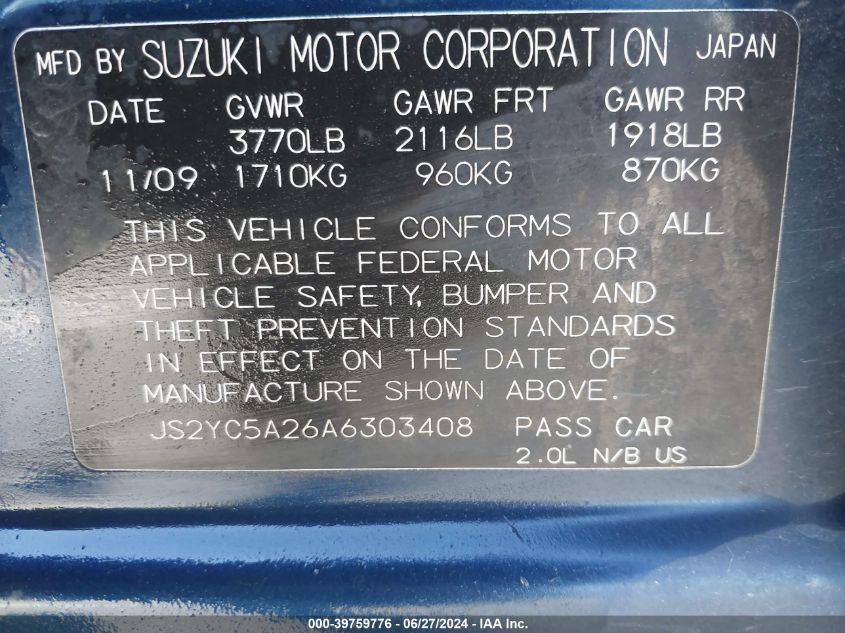 MFD BY SUZUKI MOTOR CORPORATION JAPAN
DATE GVWR GAWR FRT GAWR RR
3770LB 2116LB 1918LB
11/09 1710KG 960KG 870KG
THIS VEHICLE CONFORMS TO ALL
APPLICABLE FEDERAL MOTOR
VEHICLE SAFETY, BUMPER AND
THEFT PREVENTION STANDARDS
IN EFFECT ON THE DATE OF
MANUFACTURE SHOWN ABOVE.
JS2YC5A26A6303408 PASS CAR
2.0L N/B US
000-39759776 - 06/27/2024 - IAA Inc.